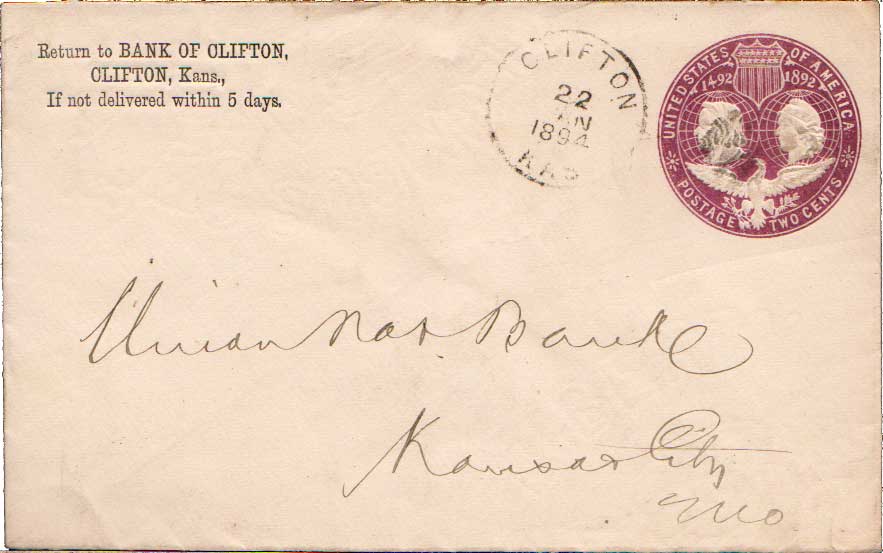 Return to BANK OF CLIFTON,
CLIFTON, Kans.,
If not delivered within 5 days.
CLIFTON
22
1894
KAS
UNITED STATES OF AMERICA
1492 1892
POSTAGE TWO CENTS
Union Nat Bank
Kansas City
Mo